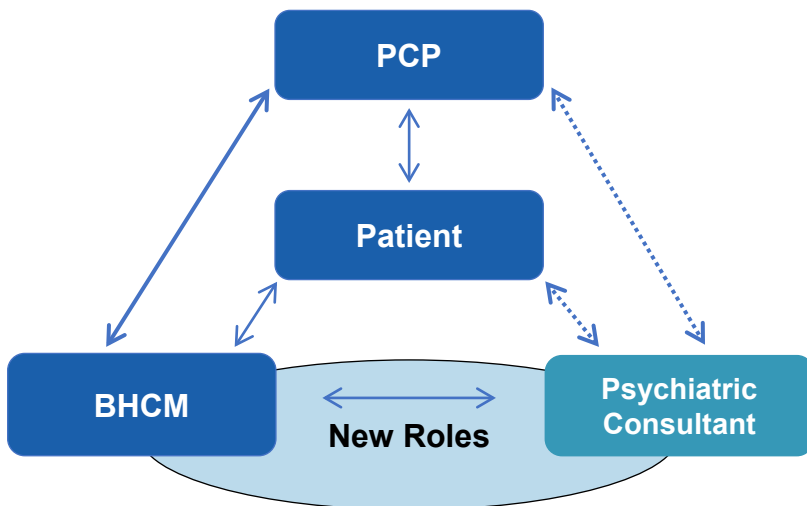 PCP
Patient
BHCM
New Roles
Psychiatric
Consultant